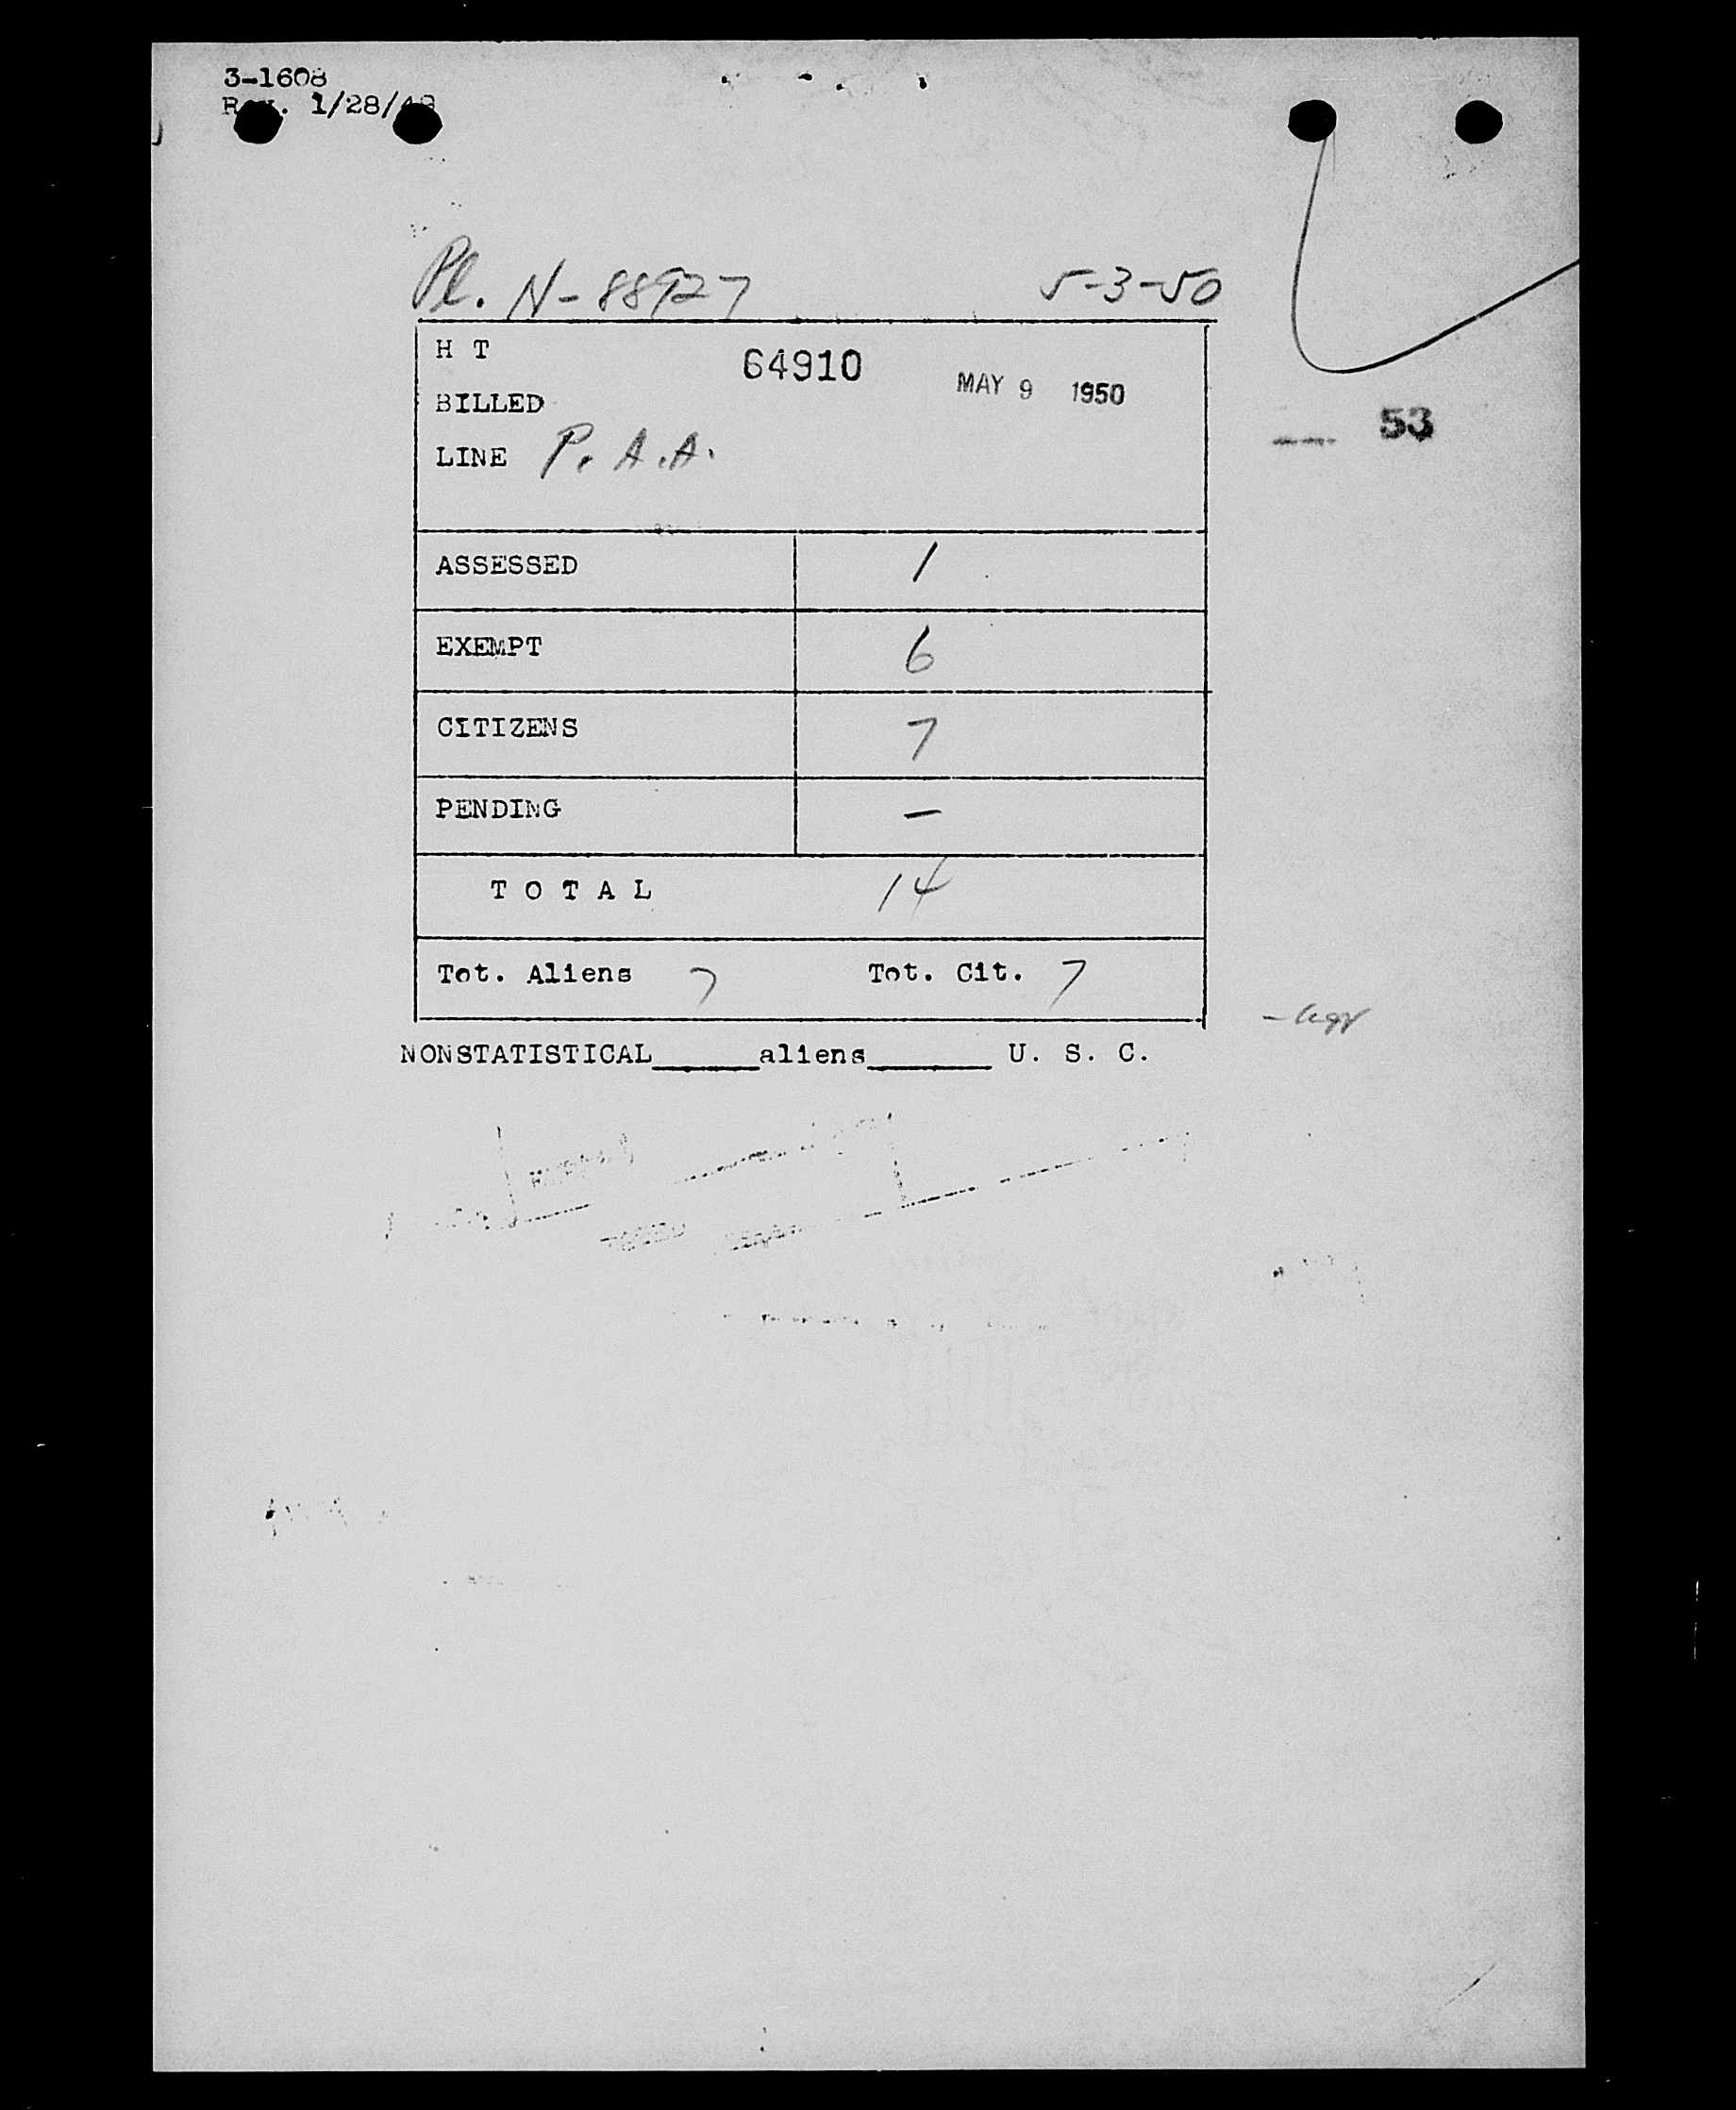 3-1608
Rev. 1/28/48
Pl. N-88927 5-3-50
H T
64910 MAY 9 1950
BILLED
53
LINE P. A.A.
ASSESSED 1
EXEMPT 6
CITIZENS 7
PENDING —
T O T A L 14
Tot. Aliens 7 Tot. Cit. 7
NONSTATISTICAL______aliens_______ U. S. C.